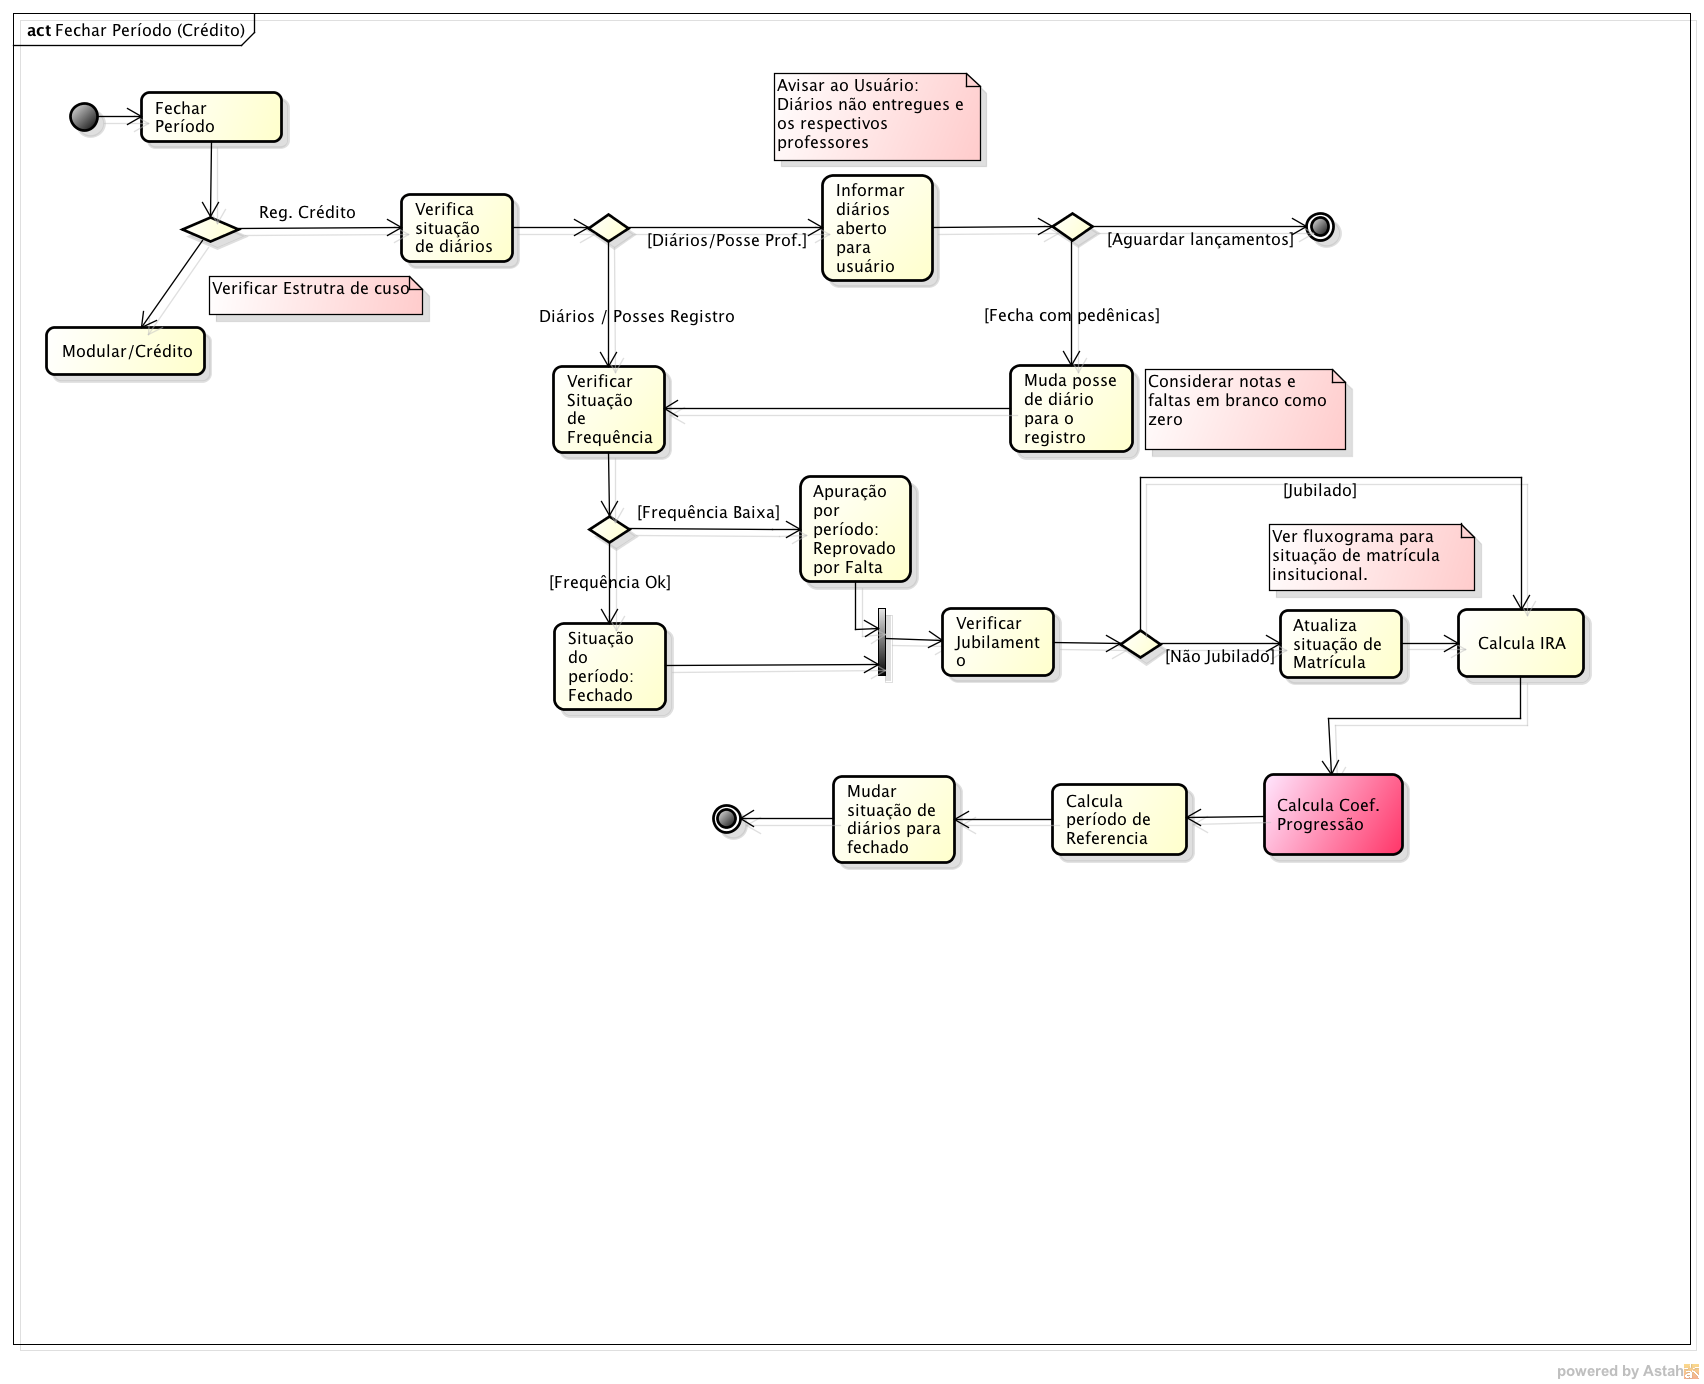 act Fechar Período (Crédito)
Fechar
Período
Avisar ao Usuário:
Diários não entregues e
os respectivos
professores
Reg. Crédito
Verifica
situação
de diários
[Diários/Posse Prof.]
Informar
diários
aberto
para
usuário
[Aguardar lançamentos]
Verificar Estrutra de cuso
Modular/Crédito
Diários / Posses Registro
[Fecha com pedênicas]
Verificar
Situação
de
Frequência
Muda posse
de diário
para o
registro
Considerar notas e
faltas em branco como
zero
[Frequência Baixa]
Apuração
por
período:
Reprovado
por Falta
[Jubilado]
Ver fluxograma para
situação de matrícula
insitucional.
[Frequência Ok]
Situação
do
período:
Fechado
Verificar
Jubilament
o
[Não Jubilado]
Atualiza
situação de
Matrícula
Calcula IRA
Mudar
situação de
diários para
fechado
Calcula
período de
Referencia
Calcula Coef.
Progressão
powered by Astah